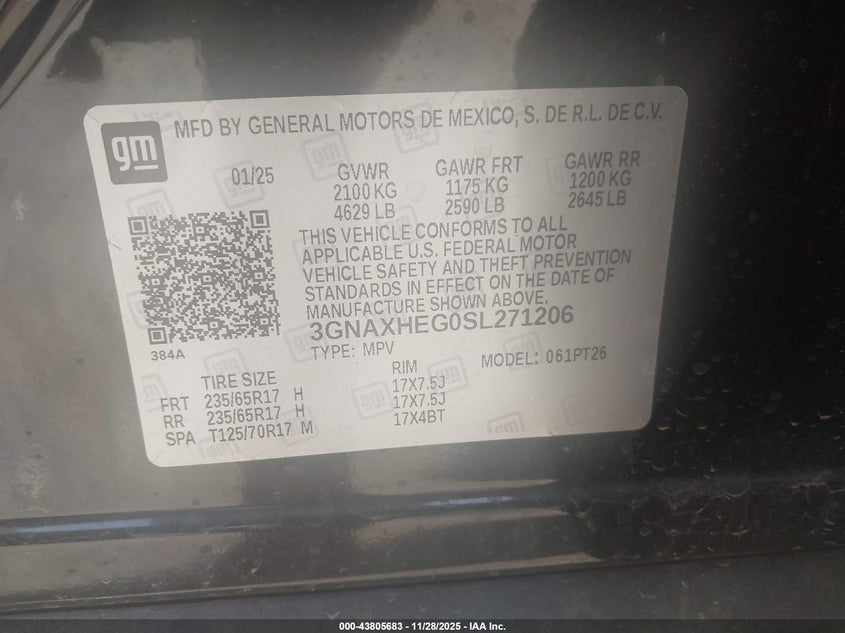 gm
MFD BY GENERAL MOTORS DE MEXICO, S. DE R.L. DE C.V.
01/25
GVWR
2100 KG
4629 LB
GAWR FRT
1175 KG
2590 LB
GAWR RR
1200 KG
2645 LB
THIS VEHICLE CONFORMS TO ALL
APPLICABLE U.S. FEDERAL MOTOR
VEHICLE SAFETY AND THEFT PREVENTION
STANDARDS IN EFFECT ON THE DATE OF
MANUFACTURE SHOWN ABOVE.
3GNAXHEG0SL271206
TYPE: MPV
MODEL: 061PT26
384A
TIRE SIZE
RIM
FRT 235/65R17 H 17X7.5J
RR 235/65R17 H 17X7.5J
SPA T125/70R17 M 17X4BT
000-43805683 | 11/28/2025 - IAA Inc.